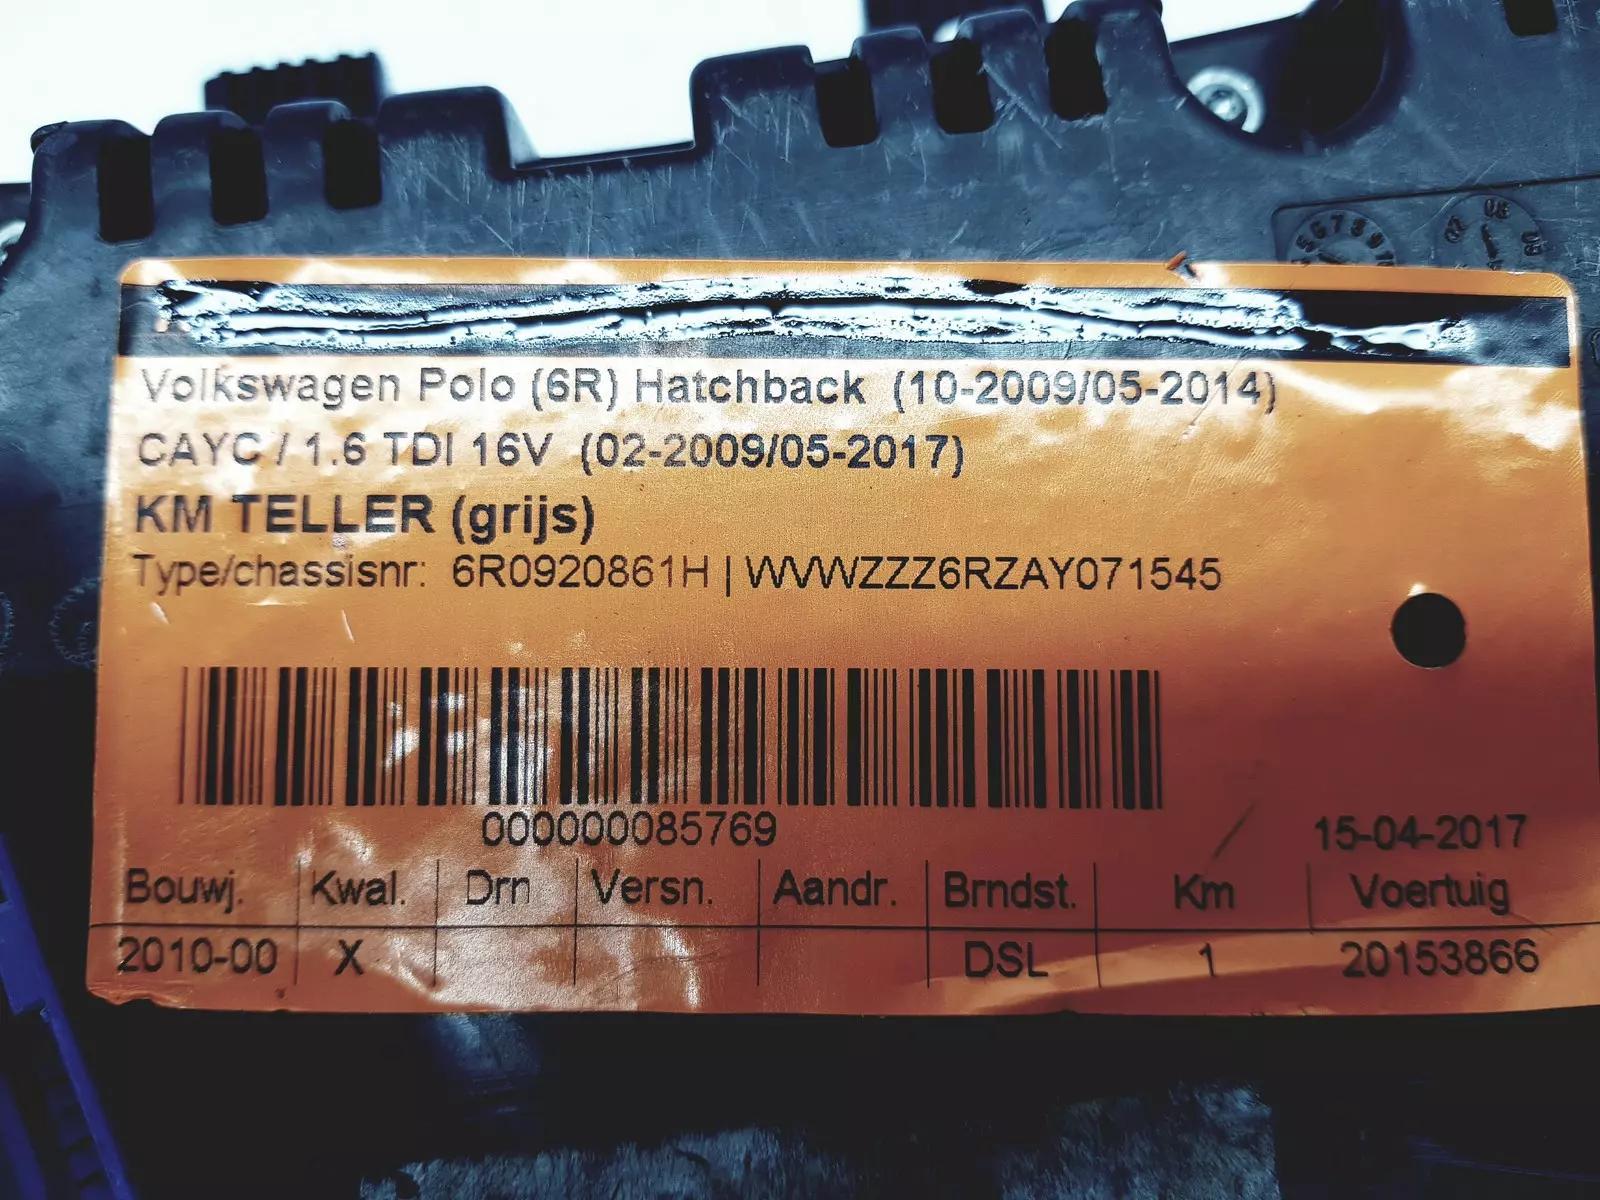 Volkswagen Polo (6R) Hatchback (10-2009/05-2014)
CAYC / 1.6 TDI 16V (02-2009/05-2017)
KM TELLER (grijs)
Type/chassisnr: 6R0920861H | WVWZZZ6RZAY071545
000000085769
15-04-2017
Bouwj. Kwal. Drn Versn. Aandr. Brndst. Km Voertuig
2010-00 X DSL 1 20153866